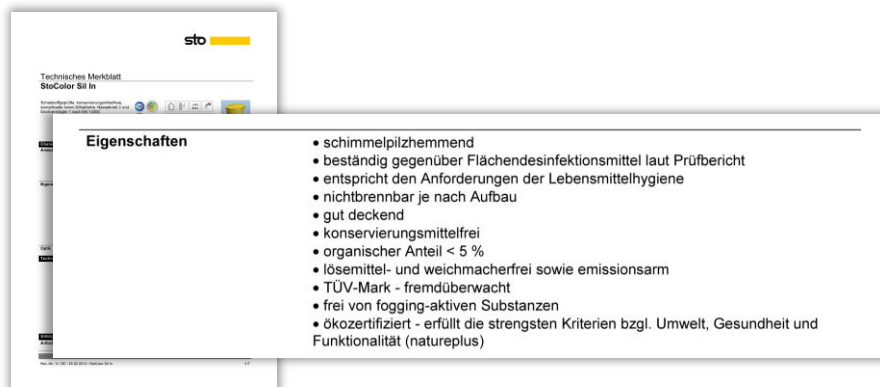 sto
Technisches Merkblatt
StoColor Sil In
Eigenschaften
• schimmelpilzhemmend
• beständig gegenüber Flächendesinfektionsmittel laut Prüfbericht
• entspricht den Anforderungen der Lebensmittelhygiene
• nichtbrennbar je nach Aufbau
• gut deckend
• konservierungsmittelfrei
• organischer Anteil < 5 %
• lösemittel- und weichmacherfrei sowie emissionsarm
• TÜV-Mark - fremdüberwacht
• frei von fogging-aktiven Substanzen
• ökozertifiziert - erfüllt die strengsten Kriterien bzgl. Umwelt, Gesundheit und
Funktionalität (natureplus)